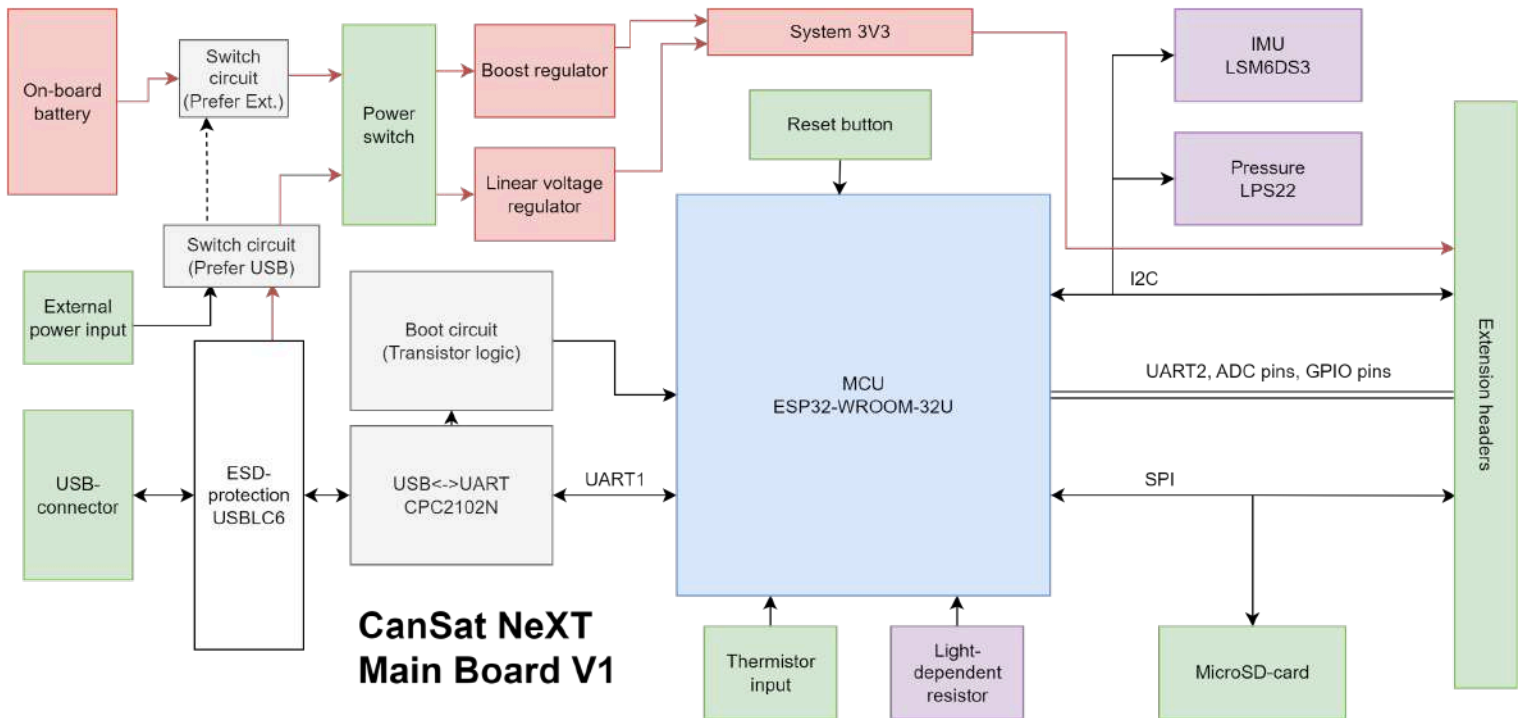 On-board
battery
Switch
circuit
(Prefer Ext.)
Power
switch
Boost regulator
System 3V3
IMU
LSM6DS3
Reset button
Linear voltage
regulator
Pressure
LPS22
Switch circuit
(Prefer USB)
External
power input
Boot circuit
(Transistor logic)
MCU
ESP32-WROOM-32U
I2C
UART2, ADC pins, GPIO pins
Extension headers
USB-
connector
ESD-
protection
USBLC6
USB<->UART
CPC2102N
UART1
SPI
CanSat NeXT
Main Board V1
Thermistor
input
Light-
dependent
resistor
MicroSD-card